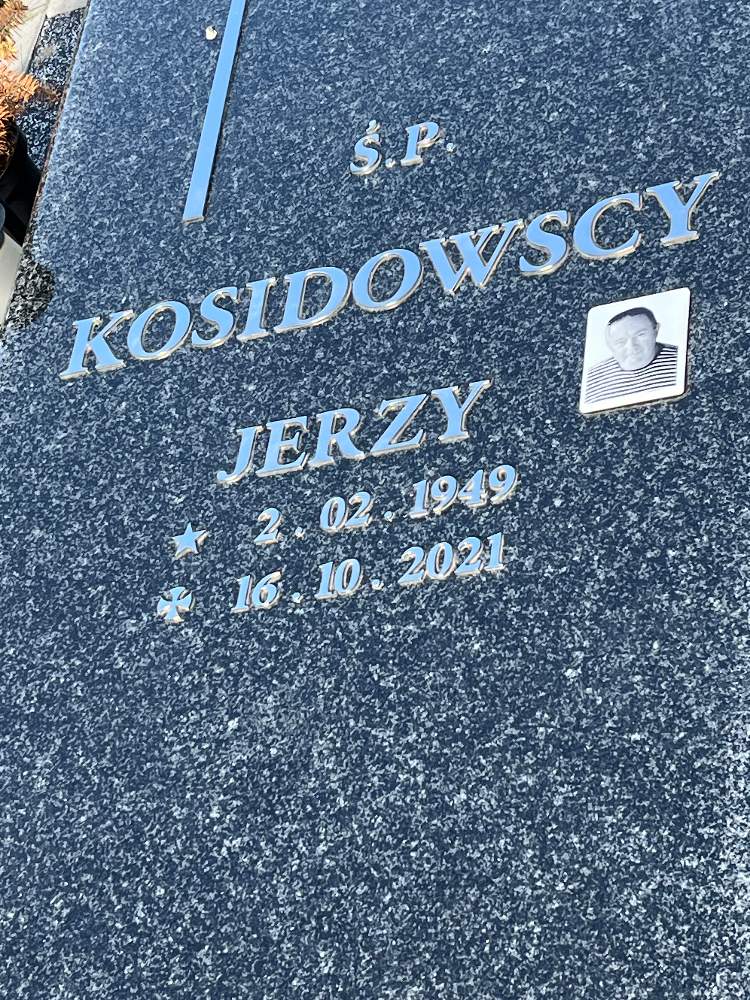 Ś.P.
KOSIDOWSCY
JERZY
2.02.1949
16.10.2021